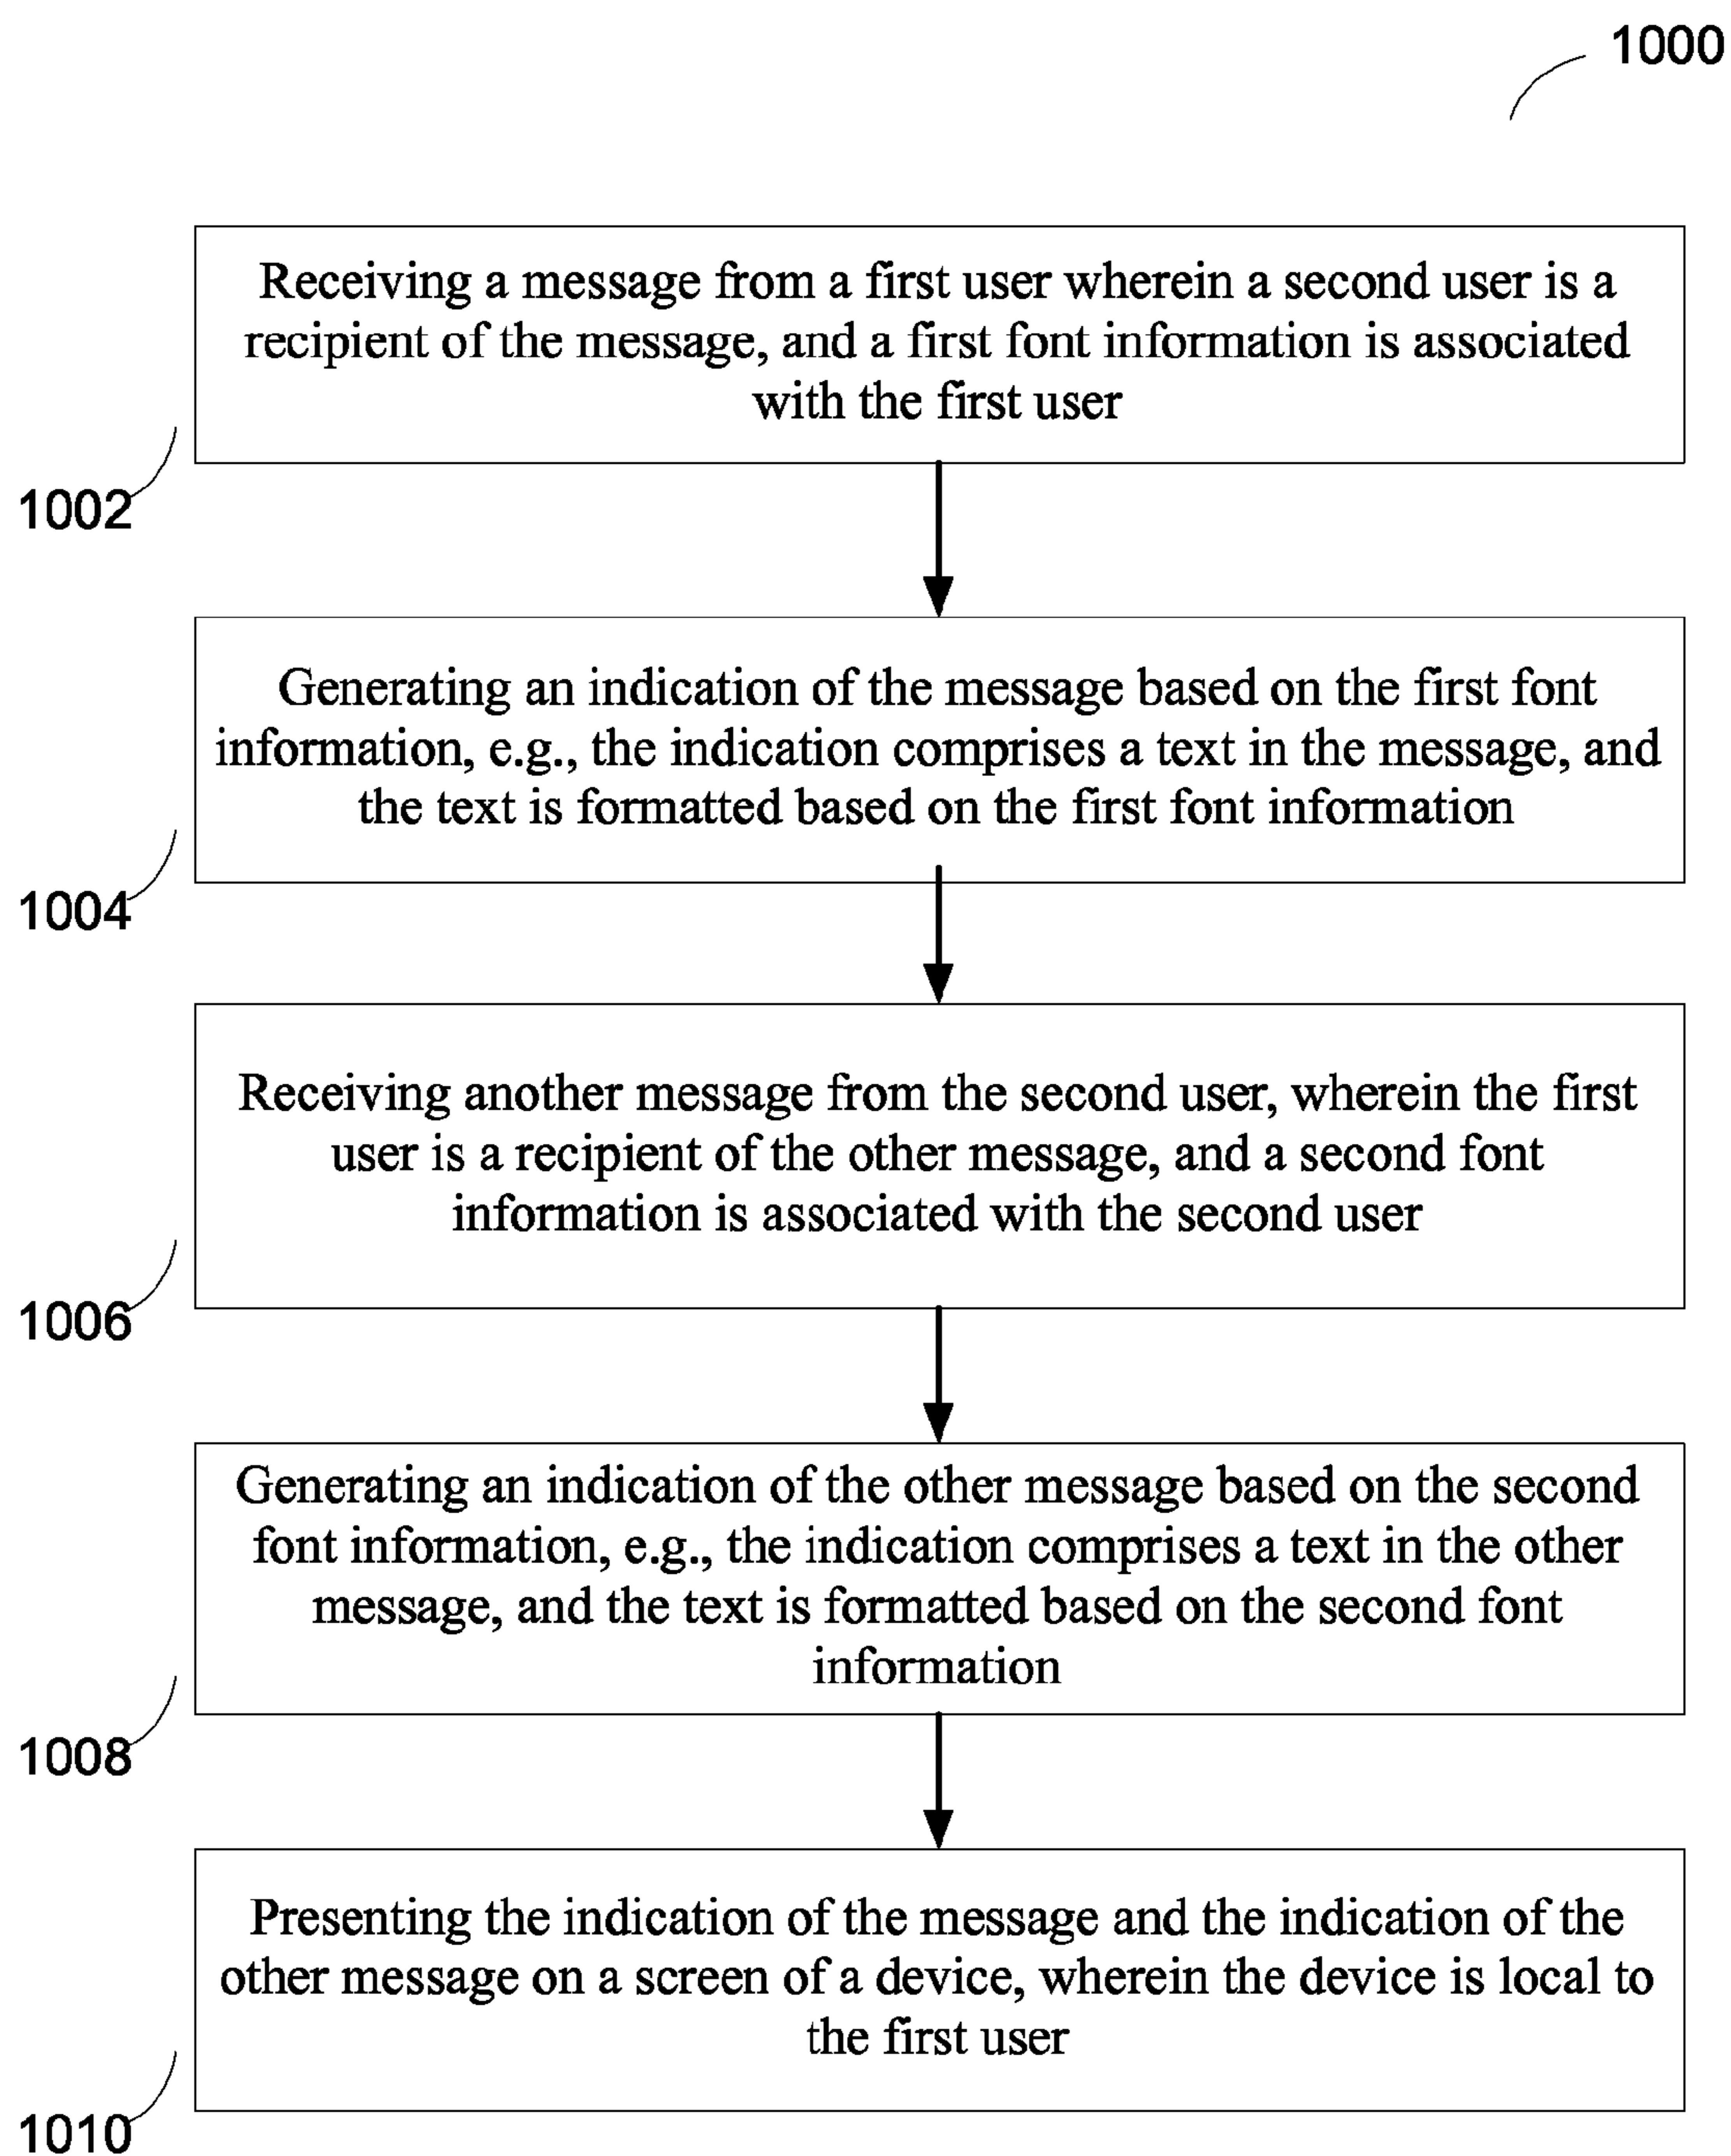 1000
Receiving a message from a first user wherein a second user is a
recipient of the message, and a first font information is associated
with the first user
1002
Generating an indication of the message based on the first font
information, e.g., the indication comprises a text in the message, and
the text is formatted based on the first font information
1004
Receiving another message from the second user, wherein the first
user is a recipient of the other message, and a second font
information is associated with the second user
1006
Generating an indication of the other message based on the second
font information, e.g., the indication comprises a text in the other
message, and the text is formatted based on the second font
information
1008
Presenting the indication of the message and the indication of the
other message on a screen of a device, wherein the device is local to
the first user
1010